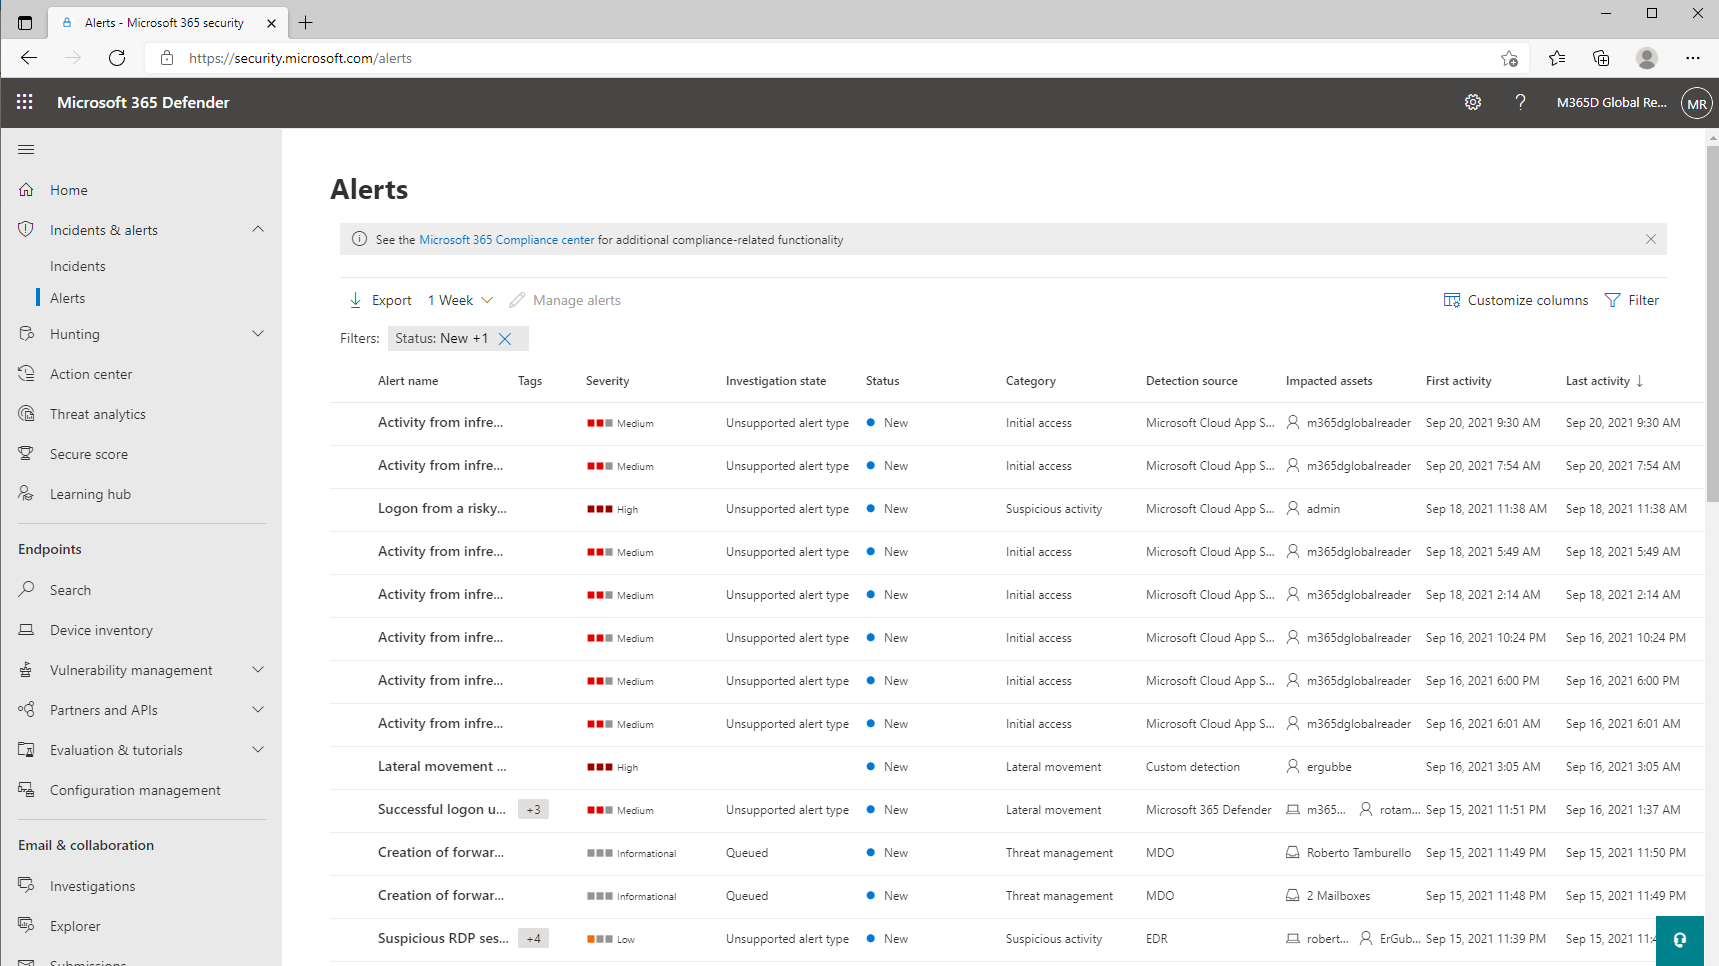 Alerts - Microsoft 365 security
https://security.microsoft.com/alerts
Microsoft 365 Defender
M365D Global Re...
MR
Home
Incidents & alerts
Incidents
Alerts
Hunting
Action center
Threat analytics
Secure score
Learning hub
Endpoints
Search
Device inventory
Vulnerability management
Partners and APIs
Evaluation & tutorials
Configuration management
Email & collaboration
Investigations
Explorer
Submissions
Alerts
See the Microsoft 365 Compliance center for additional compliance-related functionality
Export 1 Week Manage alerts Customize columns Filter
Filters: Status: New +1
Alert name Tags Severity Investigation state Status Category Detection source Impacted assets First activity Last activity ↓
Activity from infre... Medium Unsupported alert type New Initial access Microsoft Cloud App S... m365dglobalreader Sep 20, 2021 9:30 AM Sep 20, 2021 9:30 AM
Activity from infre... Medium Unsupported alert type New Initial access Microsoft Cloud App S... m365dglobalreader Sep 20, 2021 7:54 AM Sep 20, 2021 7:54 AM
Logon from a risky... High Unsupported alert type New Suspicious activity Microsoft Cloud App S... admin Sep 18, 2021 11:38 AM Sep 18, 2021 11:38 AM
Activity from infre... Medium Unsupported alert type New Initial access Microsoft Cloud App S... m365dglobalreader Sep 18, 2021 5:49 AM Sep 18, 2021 5:49 AM
Activity from infre... Medium Unsupported alert type New Initial access Microsoft Cloud App S... m365dglobalreader Sep 18, 2021 2:14 AM Sep 18, 2021 2:14 AM
Activity from infre... Medium Unsupported alert type New Initial access Microsoft Cloud App S... m365dglobalreader Sep 16, 2021 10:24 PM Sep 16, 2021 10:24 PM
Activity from infre... Medium Unsupported alert type New Initial access Microsoft Cloud App S... m365dglobalreader Sep 16, 2021 6:00 PM Sep 16, 2021 6:00 PM
Activity from infre... Medium Unsupported alert type New Initial access Microsoft Cloud App S... m365dglobalreader Sep 16, 2021 6:01 AM Sep 16, 2021 6:01 AM
Lateral movement ... High New Lateral movement Custom detection ergubbe Sep 16, 2021 3:05 AM Sep 16, 2021 3:05 AM
Successful logon u... +3 Medium Unsupported alert type New Lateral movement Microsoft 365 Defender m365... rotam... Sep 15, 2021 11:51 PM Sep 16, 2021 1:37 AM
Creation of forwar... Informational Queued New Threat management MDO Roberto Tamburello Sep 15, 2021 11:49 PM Sep 15, 2021 11:50 PM
Creation of forwar... Informational Queued New Threat management MDO 2 Mailboxes Sep 15, 2021 11:48 PM Sep 15, 2021 11:49 PM
Suspicious RDP ses... +4 Low Unsupported alert type New Suspicious activity EDR robert... ErGub... Sep 15, 2021 11:39 PM Sep 15, 2021